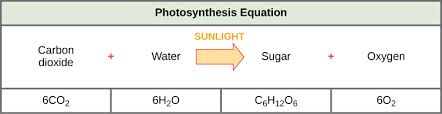 Photosynthesis Equation
SUNLIGHT
Carbon dioxide + Water Sugar + Oxygen
6CO₂ 6H₂O C₆H₁₂O₆ 6O₂